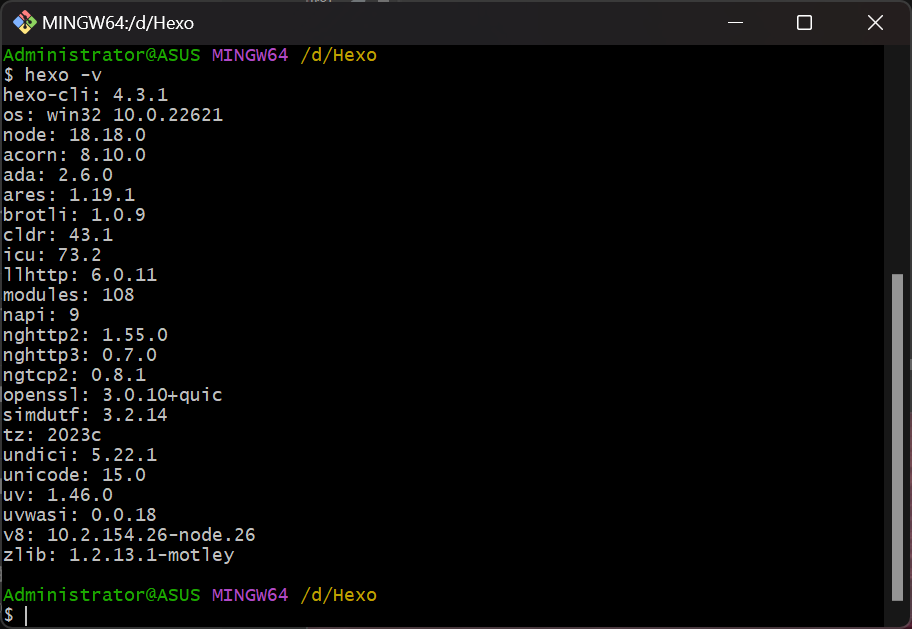 MINGW64:/d/Hexo
Administrator@ASUS MINGW64 /d/Hexo
$ hexo -v
hexo-cli: 4.3.1
os: win32 10.0.22621
node: 18.18.0
acorn: 8.10.0
ada: 2.6.0
ares: 1.19.1
brotli: 1.0.9
cldr: 43.1
icu: 73.2
llhttp: 6.0.11
modules: 108
napi: 9
nghttp2: 1.55.0
nghttp3: 0.7.0
ngtcp2: 0.8.1
openssl: 3.0.10+quic
simdutf: 3.2.14
tz: 2023c
undici: 5.22.1
unicode: 15.0
uv: 1.46.0
uvwasi: 0.0.18
v8: 10.2.154.26-node.26
zlib: 1.2.13.1-motley
Administrator@ASUS MINGW64 /d/Hexo
$